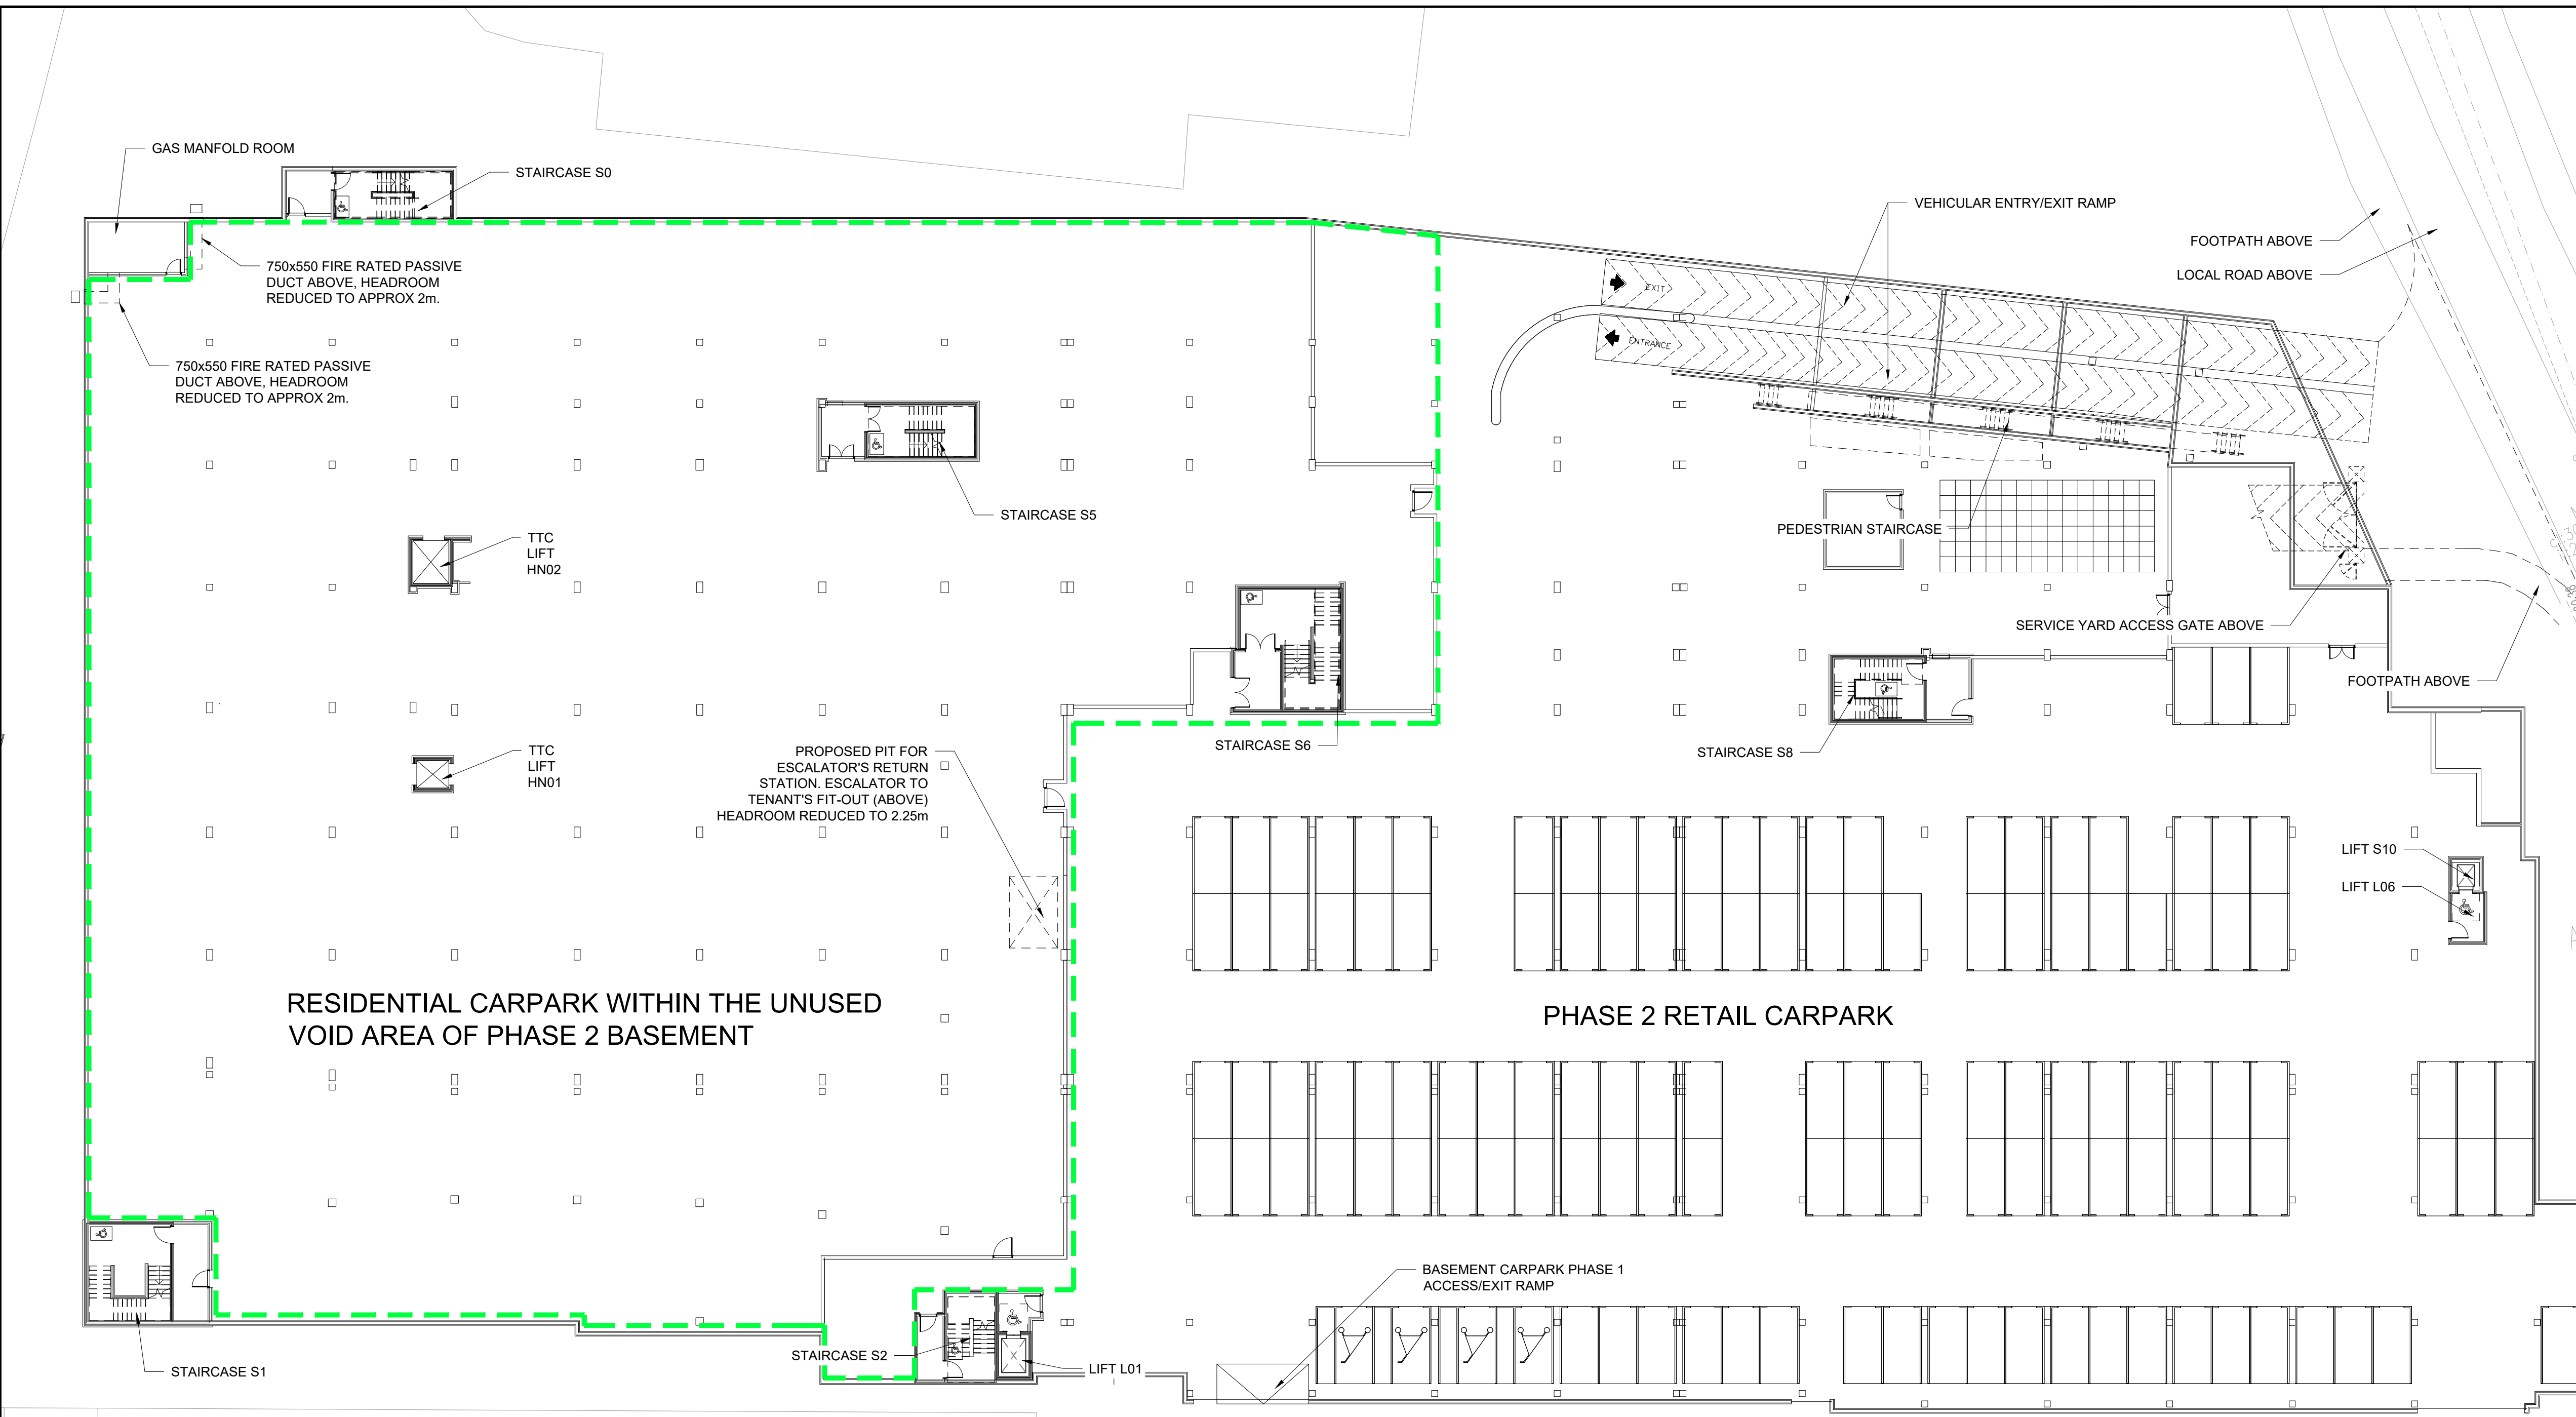 GAS MANFOLD ROOM
STAIRCASE S0
VEHICULAR ENTRY/EXIT RAMP
FOOTPATH ABOVE
LOCAL ROAD ABOVE
750x550 FIRE RATED PASSIVE
DUCT ABOVE, HEADROOM
REDUCED TO APPROX 2m.
EXIT
ENTRANCE
750x550 FIRE RATED PASSIVE
DUCT ABOVE, HEADROOM
REDUCED TO APPROX 2m.
STAIRCASE S5
PEDESTRIAN STAIRCASE
TTC
LIFT
HN02
SERVICE YARD ACCESS GATE ABOVE
FOOTPATH ABOVE
STAIRCASE S6
STAIRCASE S8
TTC
LIFT
HN01
PROPOSED PIT FOR
ESCALATOR'S RETURN
STATION. ESCALATOR TO
TENANT'S FIT-OUT (ABOVE)
HEADROOM REDUCED TO 2.25m
LIFT S10
LIFT L06
RESIDENTIAL CARPARK WITHIN THE UNUSED
VOID AREA OF PHASE 2 BASEMENT
PHASE 2 RETAIL CARPARK
BASEMENT CARPARK PHASE 1
ACCESS/EXIT RAMP
STAIRCASE S1
STAIRCASE S2
LIFT L01